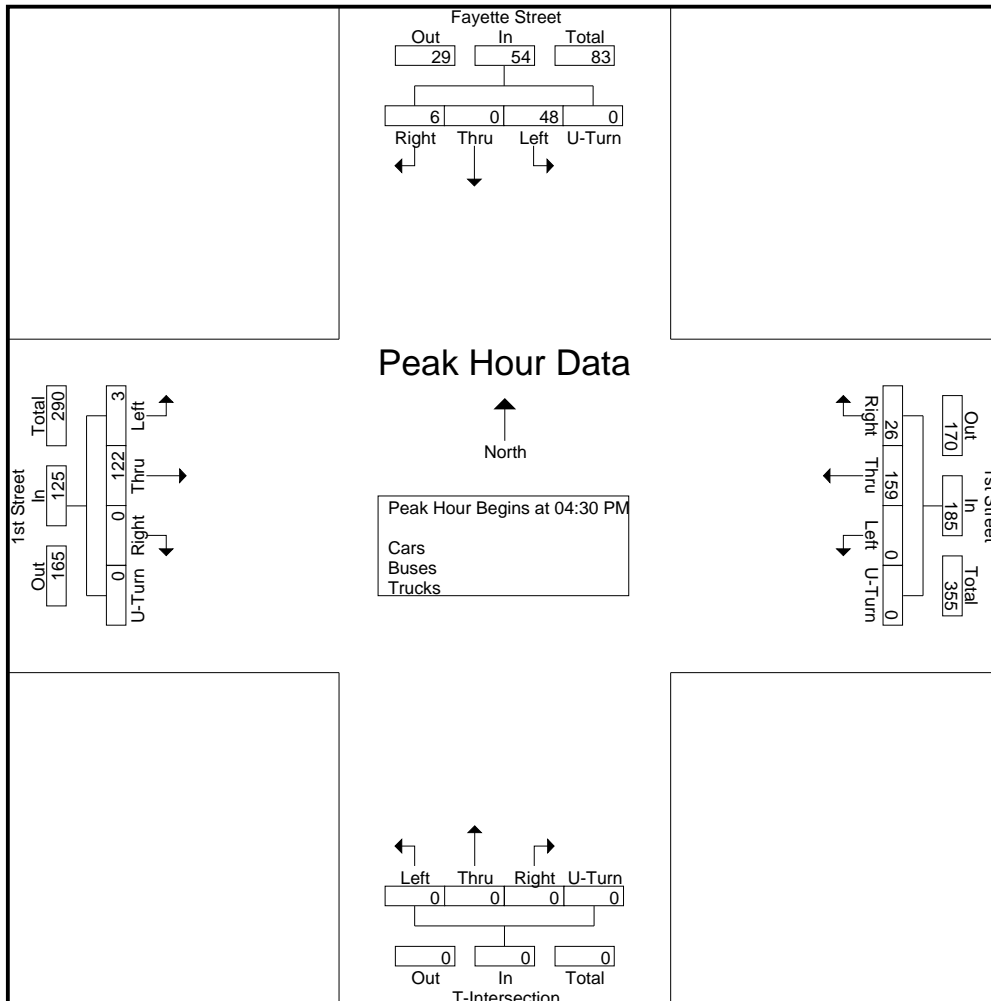 Fayette Street
Out In Total
29 54 83
6 0 48 0
Right Thru Left U-Turn
Peak Hour Data
North
Peak Hour Begins at 04:30 PM
Cars
Buses
Trucks
1st Street
Total In Out
290 125 165
3 122 0 0
Left Thru Right U-Turn
Right Thru Left U-Turn
26 159 0 0
Out In Total
170 185 355
1st Street
Left Thru Right U-Turn
0 0 0 0
0 0 0
Out In Total
T-Intersection